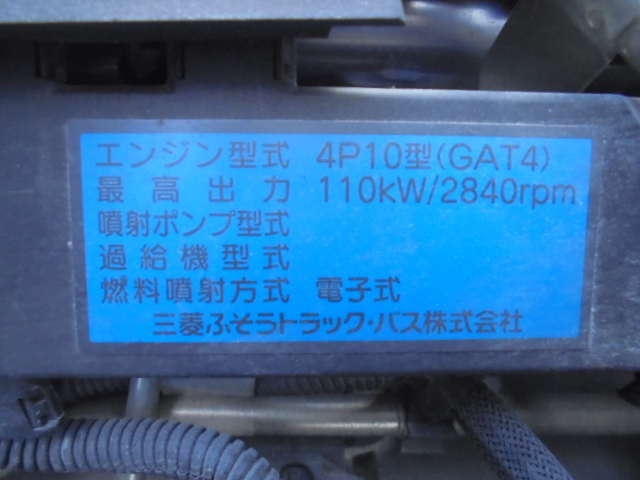 エンジン型式 4P10型(GAT4)
最高出力 110kW/2840rpm
噴射ポンプ型式
過給機型式
燃料噴射方式 電子式
三菱ふそうトラック・バス株式会社